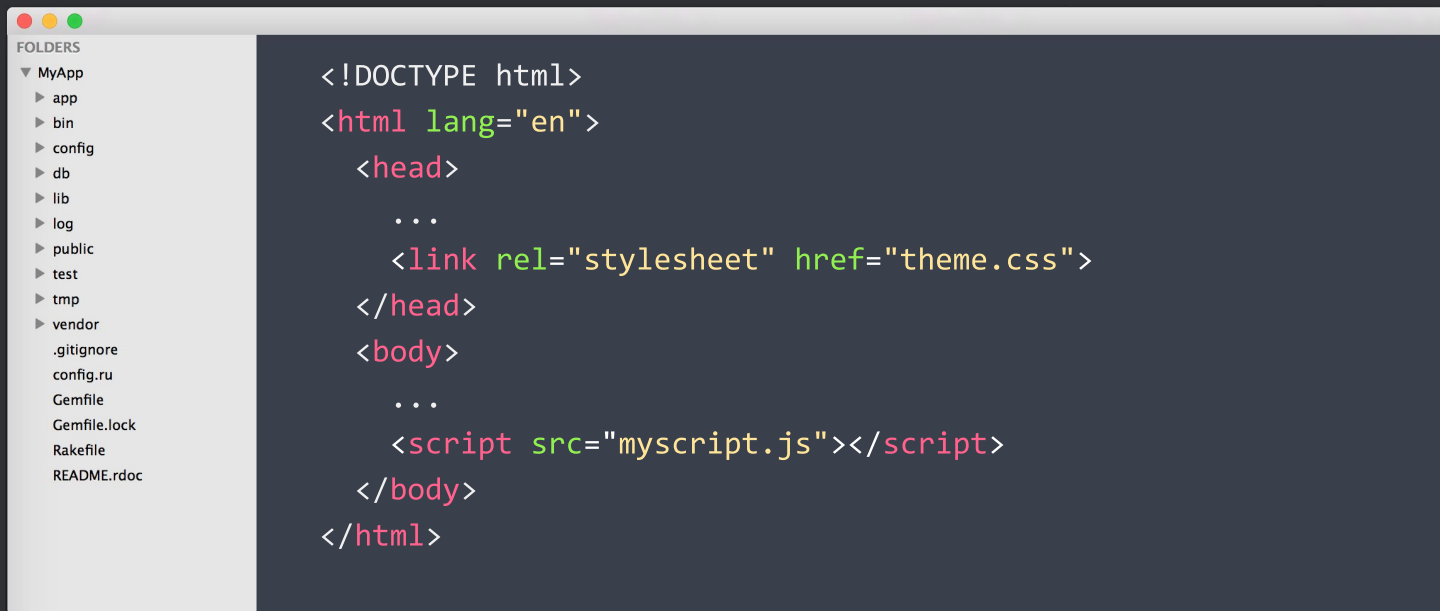 FOLDERS
MyApp
app
bin
config
db
lib
log
public
test
tmp
vendor
.gitignore
config.ru
Gemfile
Gemfile.lock
Rakefile
README.rdoc
<!DOCTYPE html>
<html lang="en">
<head>
...
<link rel="stylesheet" href="theme.css">
</head>
<body>
...
<script src="myscript.js"></script>
</body>
</html>